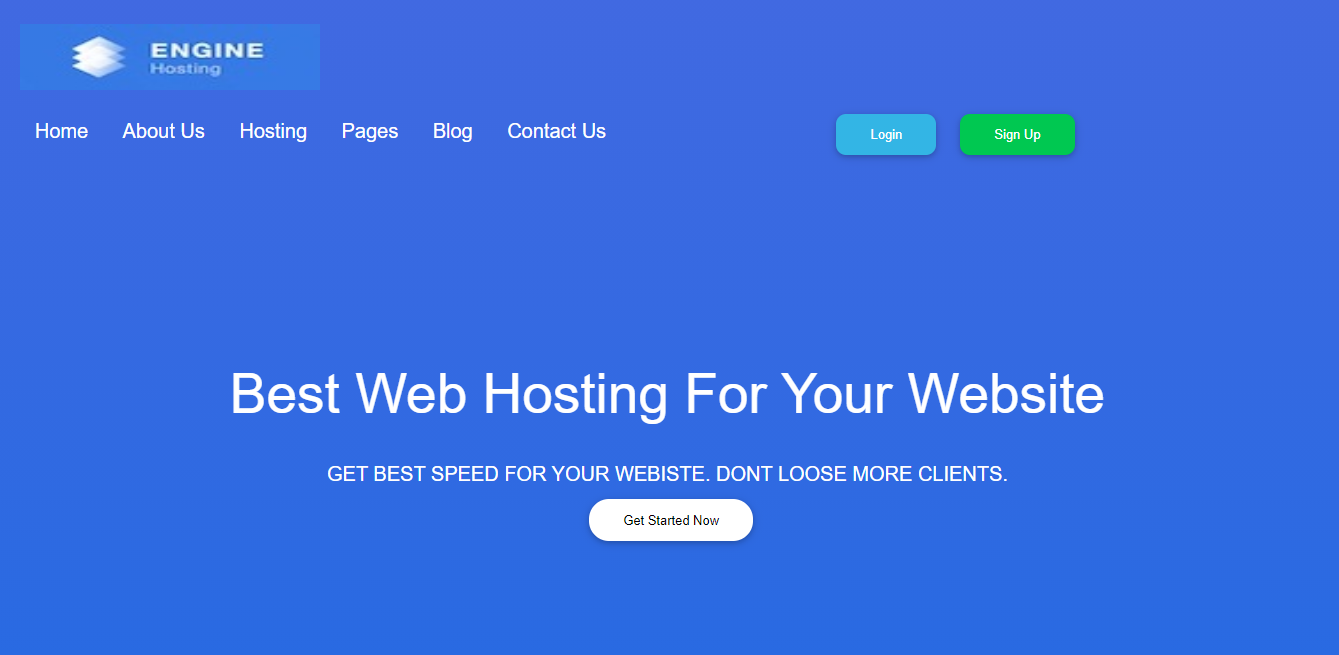 ENGINE
Hosting
Home About Us Hosting Pages Blog Contact Us Login Sign Up
Best Web Hosting For Your Website
GET BEST SPEED FOR YOUR WEBISTE. DONT LOOSE MORE CLIENTS.
Get Started Now